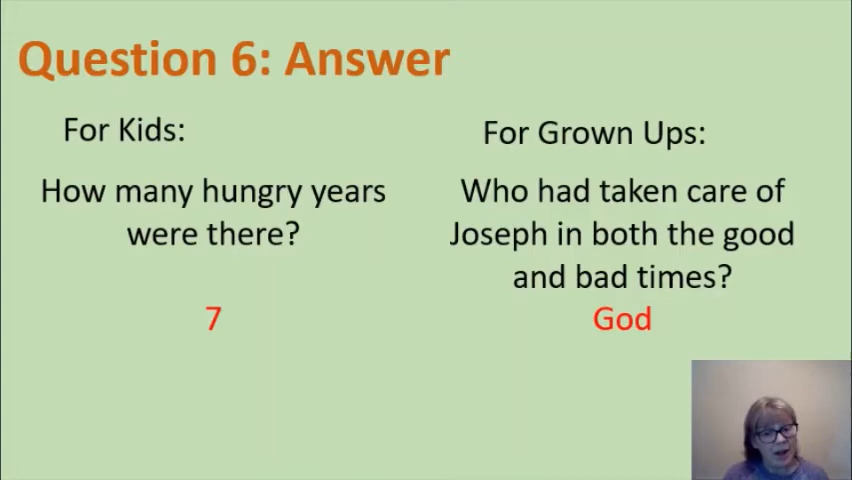 Question 6: Answer
For Kids:
How many hungry years
were there?
7
For Grown Ups:
Who had taken care of
Joseph in both the good
and bad times?
God